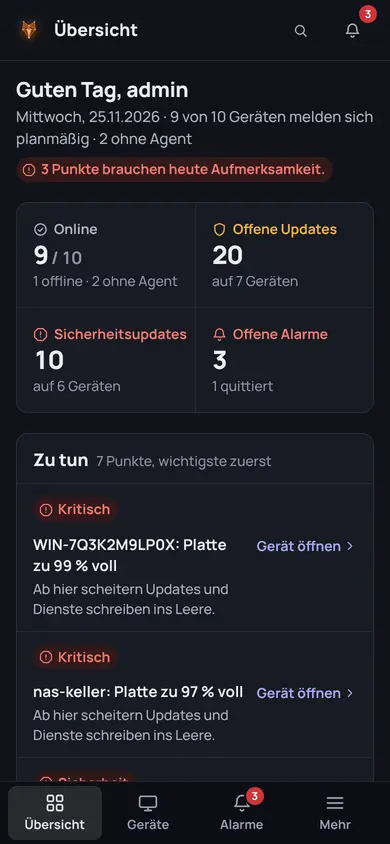 Übersicht
3
Guten Tag, admin
Mittwoch, 25.11.2026 · 9 von 10 Geräten melden sich
planmäßig · 2 ohne Agent
3 Punkte brauchen heute Aufmerksamkeit.
Online
9 / 10
1 offline · 2 ohne Agent
Offene Updates
20
auf 7 Geräten
Sicherheitsupdates
10
auf 6 Geräten
Offene Alarme
3
1 quittiert
Zu tun 7 Punkte, wichtigste zuerst
Kritisch
WIN-7Q3K2M9LP0X: Platte
zu 99 % voll
Gerät öffnen
Ab hier scheitern Updates und
Dienste schreiben ins Leere.
Kritisch
nas-keller: Platte zu 97 % voll
Gerät öffnen
Ab hier scheitern Updates und
Dienste schreiben ins Leere.
Sicherheit
Übersicht
Geräte
3
Alarme
Mehr